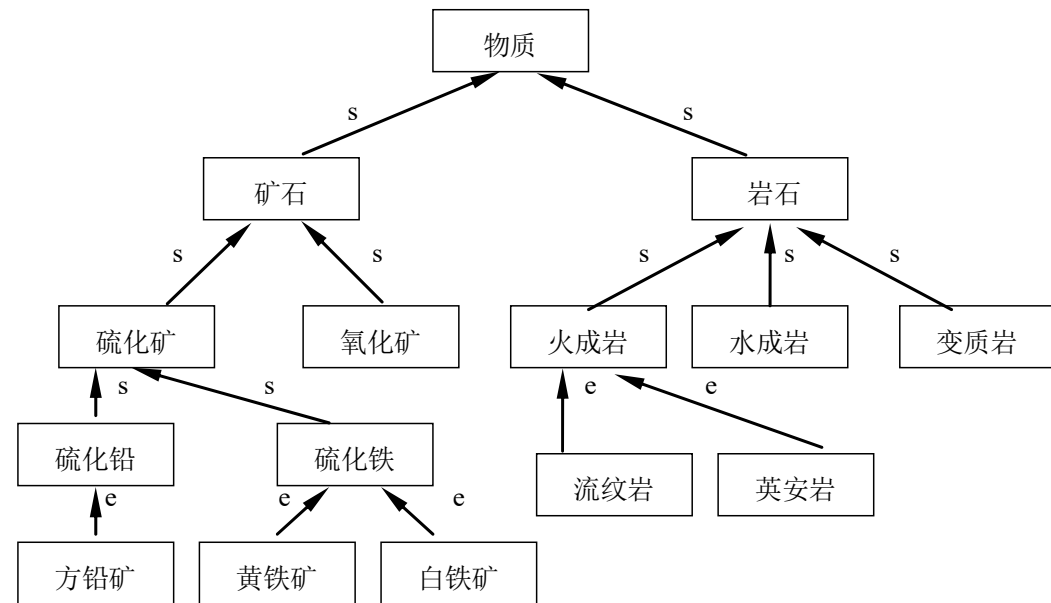 物质
s s
矿石 岩石
s s s s s
硫化矿 氧化矿 火成岩 水成岩 变质岩
s s e e
硫化铅 硫化铁 流纹岩 英安岩
e e e
方铅矿 黄铁矿 白铁矿